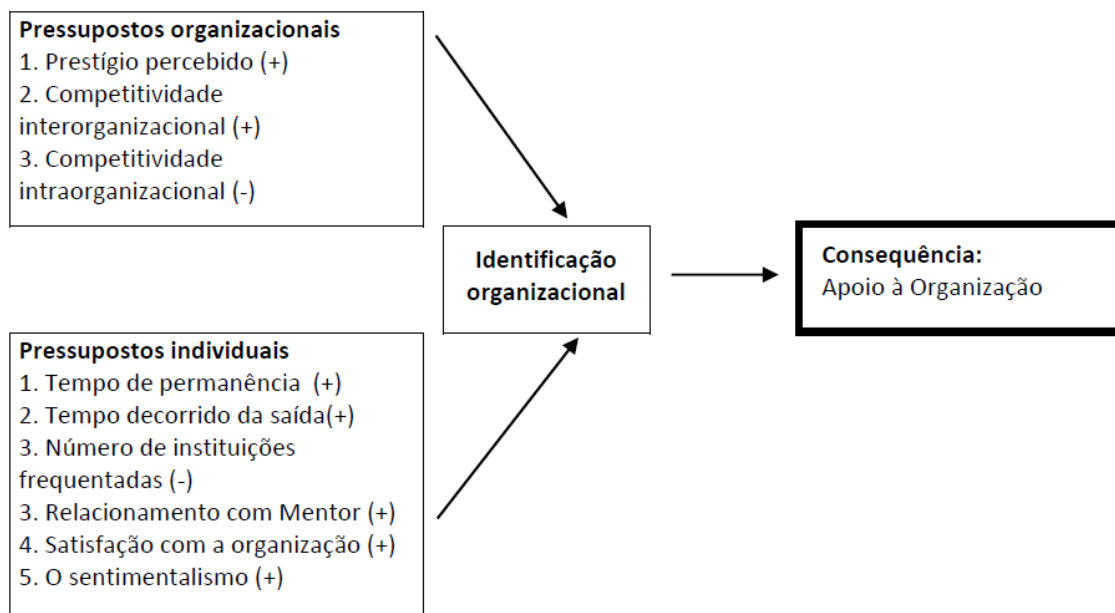 Pressupostos organizacionais
1. Prestígio percebido (+)
2. Competitividade
interorganizacional (+)
3. Competitividade
intraorganizacional (-)
Identificação
organizacional
Consequência:
Apoio à Organização
Pressupostos individuais
1. Tempo de permanência  (+)
2. Tempo decorrido da saída(+)
3. Número de instituições
frequentadas (-)
3. Relacionamento com Mentor (+)
4. Satisfação com a organização (+)
5. O sentimentalismo (+)